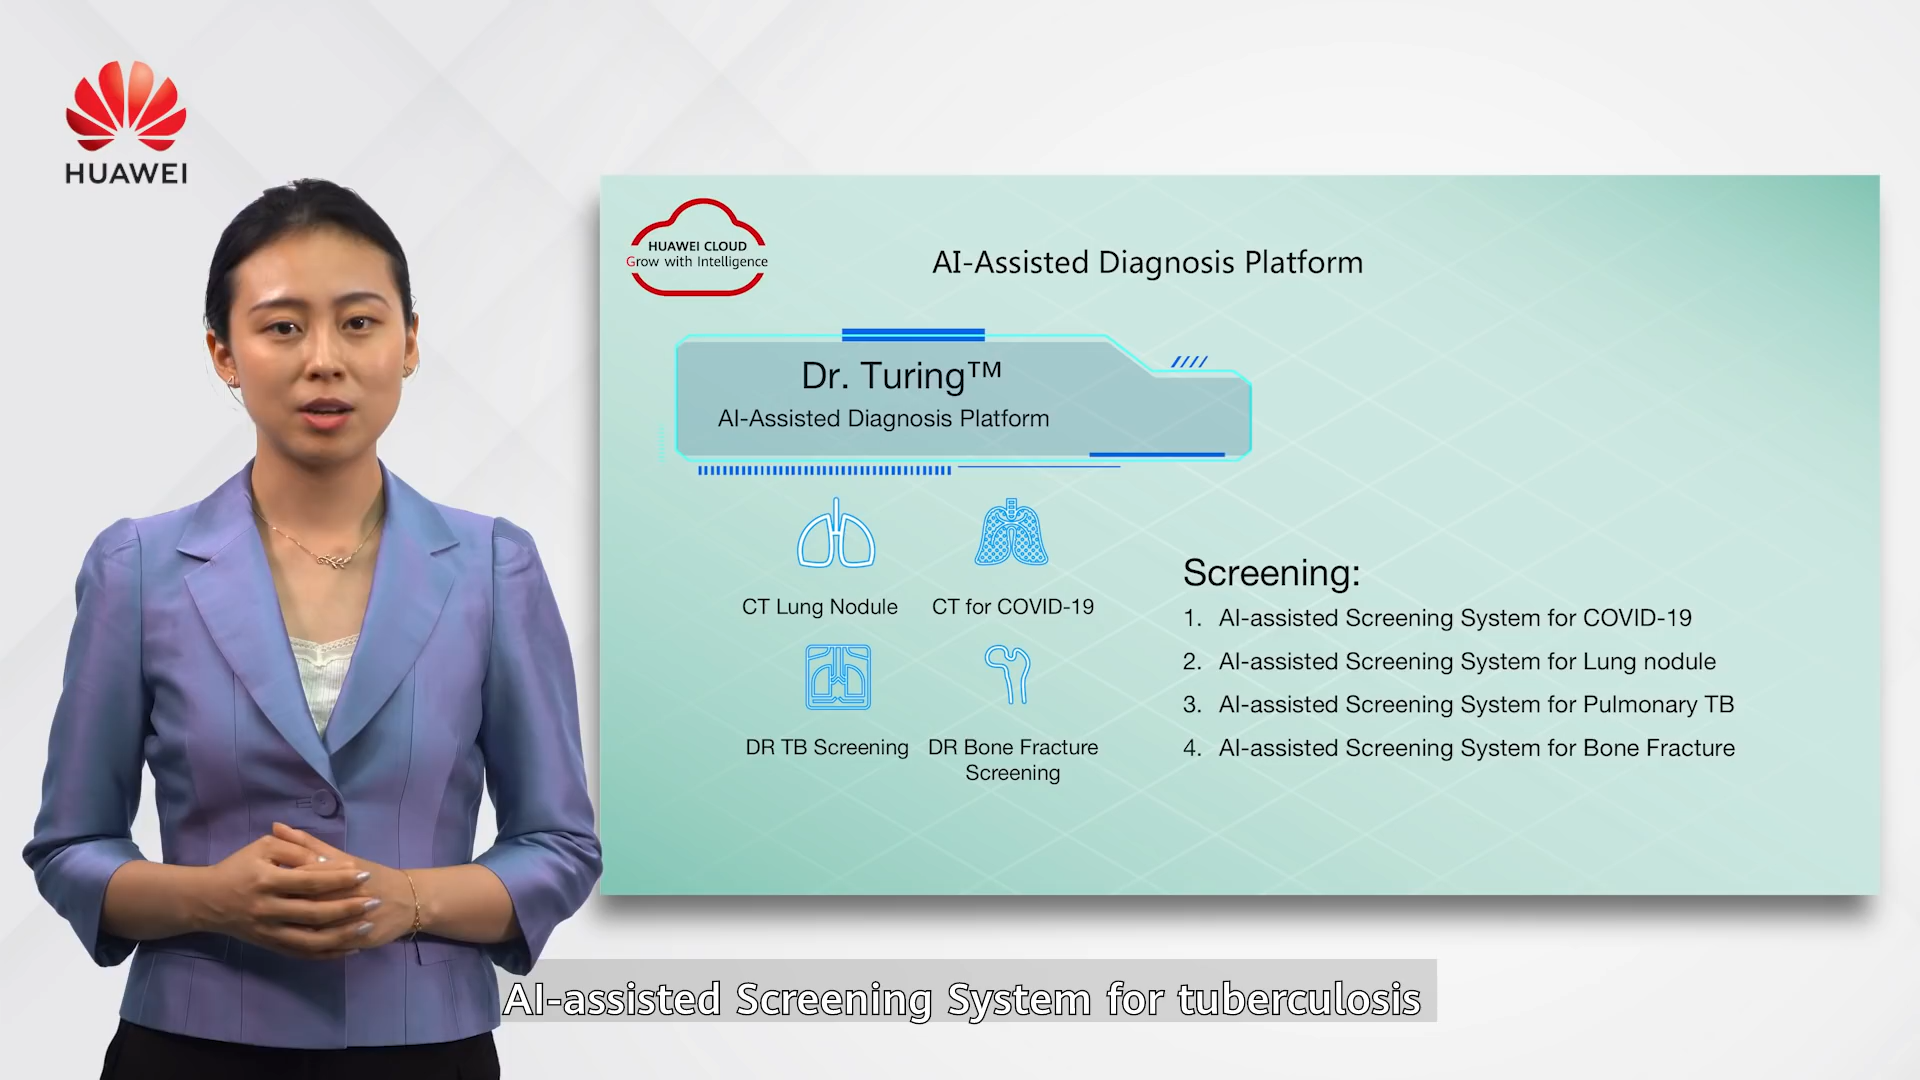 HUAWEI
HUAWEI CLOUD
Grow with Intelligence
AI-Assisted Diagnosis Platform
Dr. Turing™
AI-Assisted Diagnosis Platform
CT Lung Nodule
CT for COVID-19
DR TB Screening
DR Bone Fracture
Screening
Screening:
1. AI-assisted Screening System for COVID-19
2. AI-assisted Screening System for Lung nodule
3. AI-assisted Screening System for Pulmonary TB
4. AI-assisted Screening System for Bone Fracture
AI-assisted Screening System for tuberculosis